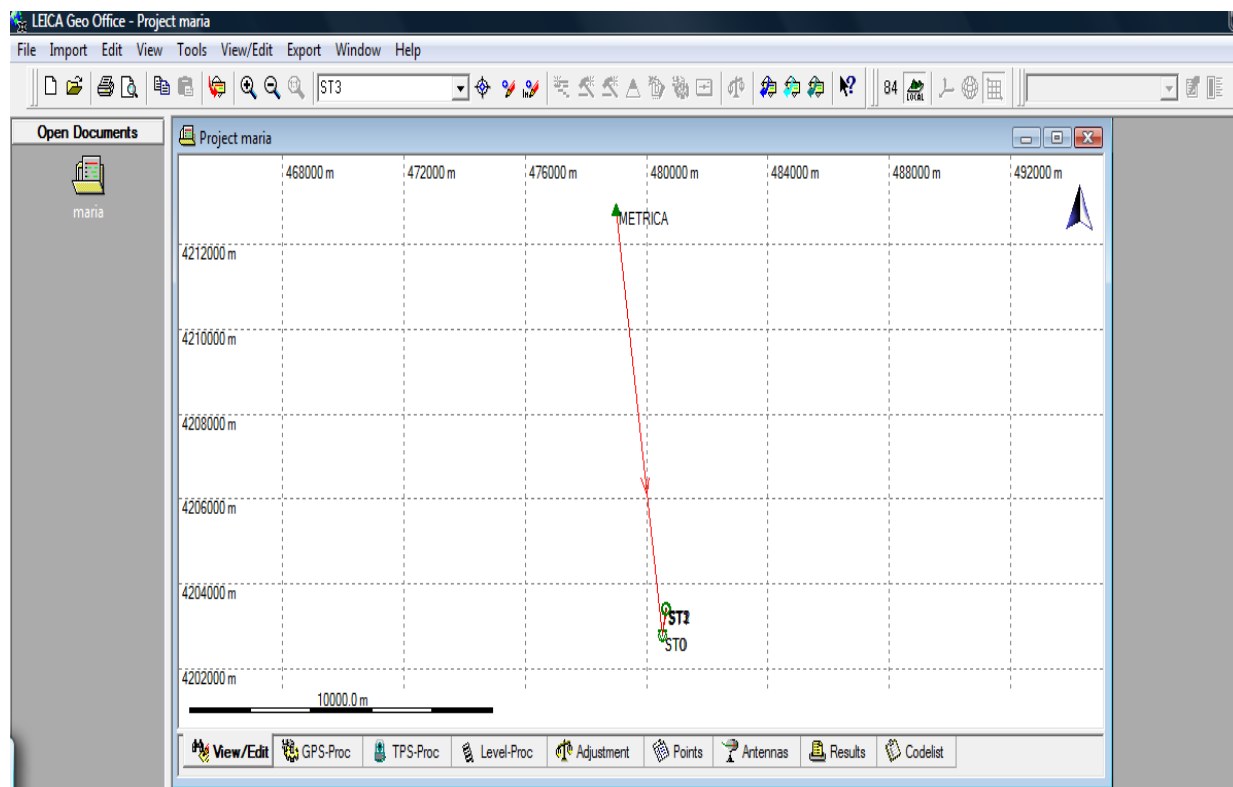 LEICA Geo Office - Project maria
File Import Edit View Tools View/Edit Export Window Help
ST3 84 LOCAL
Open Documents
maria
Project maria
468000 m 472000 m 476000 m 480000 m 484000 m 488000 m 492000 m
METRICA
4212000 m
4210000 m
4208000 m
4206000 m
4204000 m
ST0
4202000 m
10000.0 m
View/Edit GPS-Proc TPS-Proc Level-Proc Adjustment Points Antennas Results Codelist